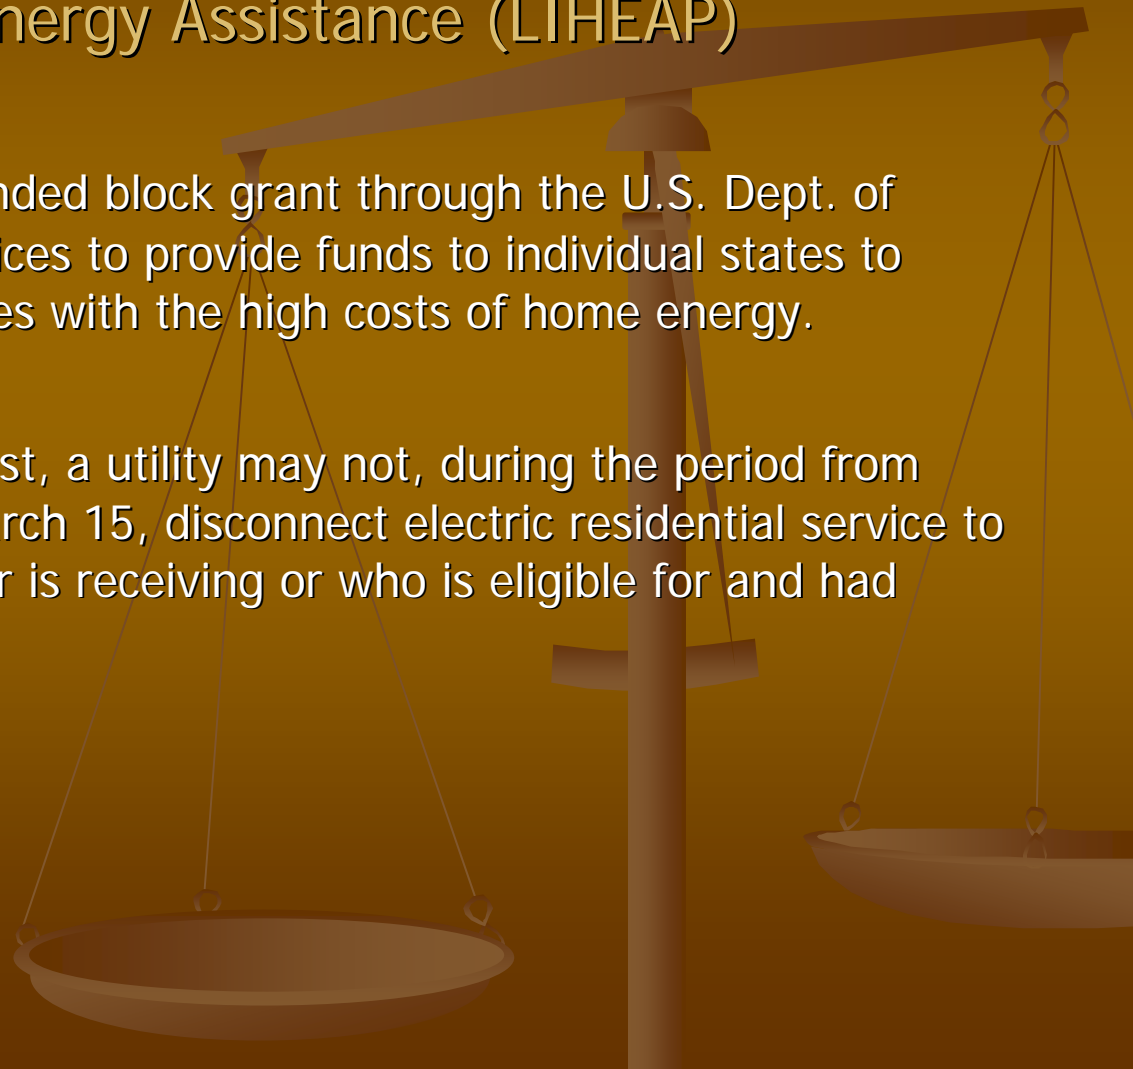 nergy Assistance (LIHEAP)
nded block grant through the U.S. Dept. of
ices to provide funds to individual states to
es with the high costs of home energy.
st, a utility may not, during the period from
rch 15, disconnect electric residential service to
r is receiving or who is eligible for and had